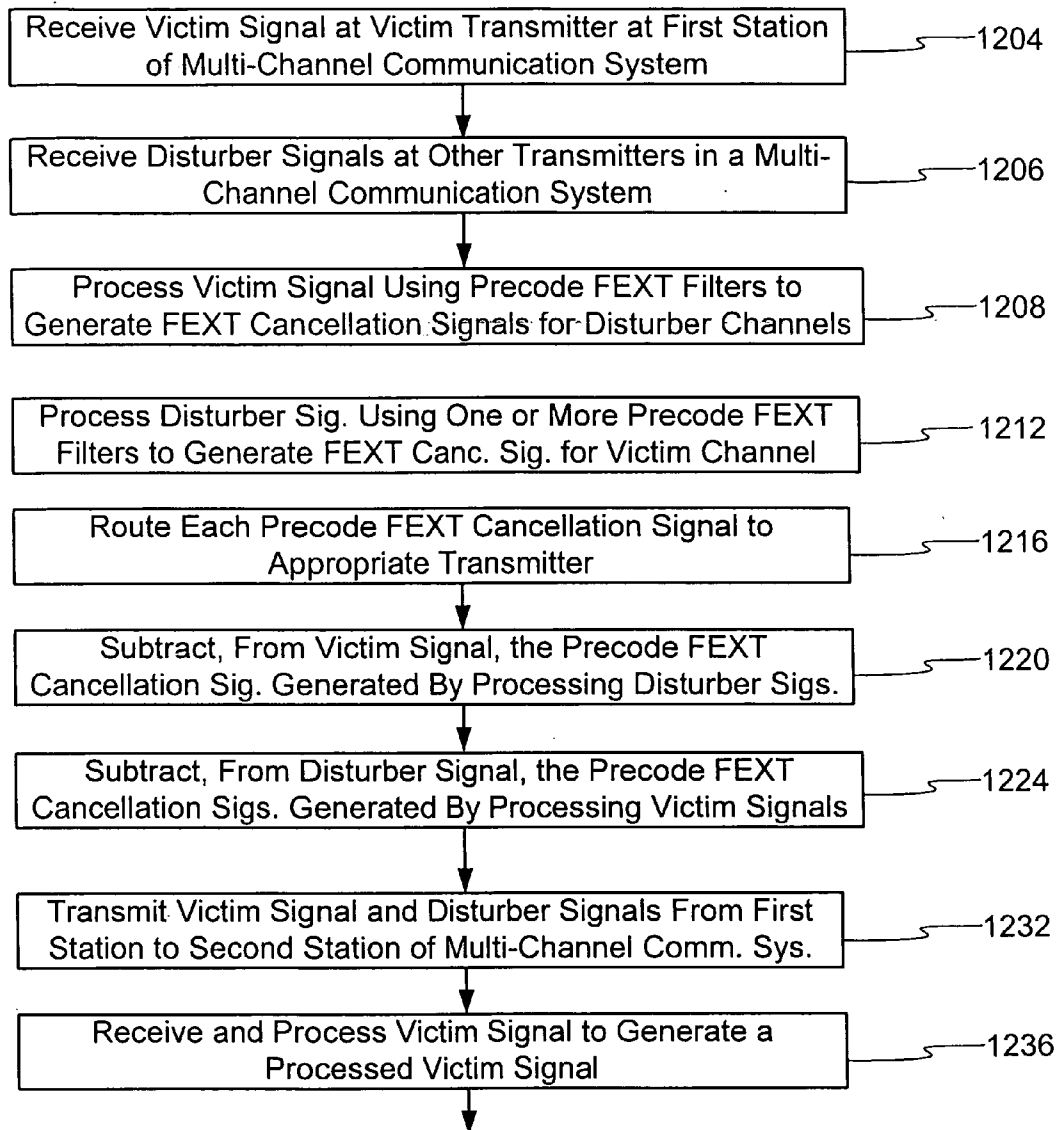 Receive Victim Signal at Victim Transmitter at First Station
of Multi-Channel Communication System
1204
Receive Disturber Signals at Other Transmitters in a Multi-
Channel Communication System
1206
Process Victim Signal Using Precode FEXT Filters to
Generate FEXT Cancellation Signals for Disturber Channels
1208
Process Disturber Sig. Using One or More Precode FEXT
Filters to Generate FEXT Canc. Sig. for Victim Channel
1212
Route Each Precode FEXT Cancellation Signal to
Appropriate Transmitter
1216
Subtract, From Victim Signal, the Precode FEXT
Cancellation Sig. Generated By Processing Disturber Sigs.
1220
Subtract, From Disturber Signal, the Precode FEXT
Cancellation Sigs. Generated By Processing Victim Signals
1224
Transmit Victim Signal and Disturber Signals From First
Station to Second Station of Multi-Channel Comm. Sys.
1232
Receive and Process Victim Signal to Generate a
Processed Victim Signal
1236